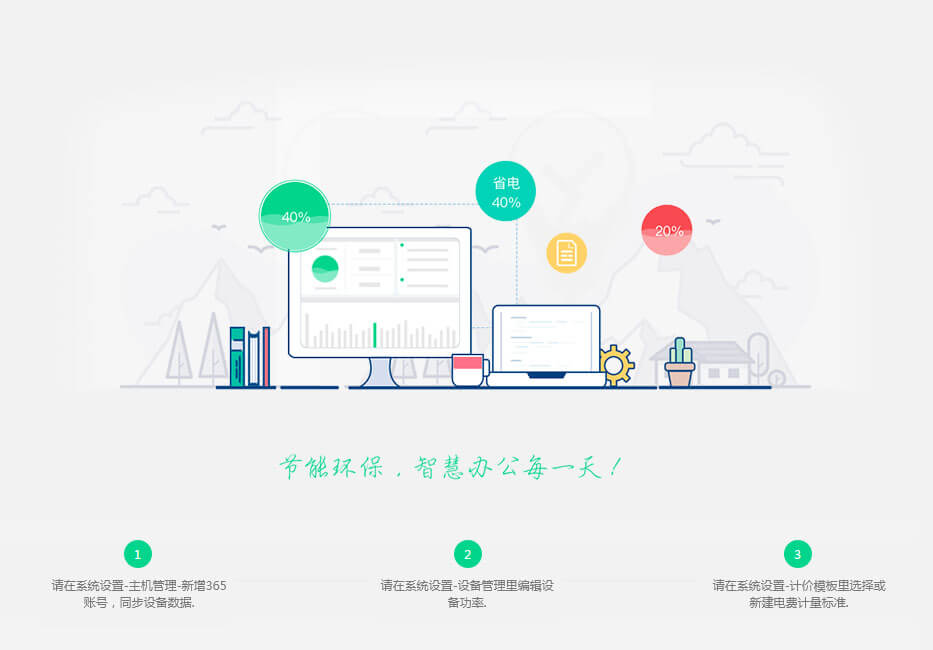 省电
40%
40%
20%
节能环保，智慧办公每一天！
1
2
3
请在系统设置-主机管理-新增365
账号，同步设备数据.
请在系统设置-设备管理里编辑设
备功率.
请在系统设置-计价模板里选择或
新建电费计量标准.